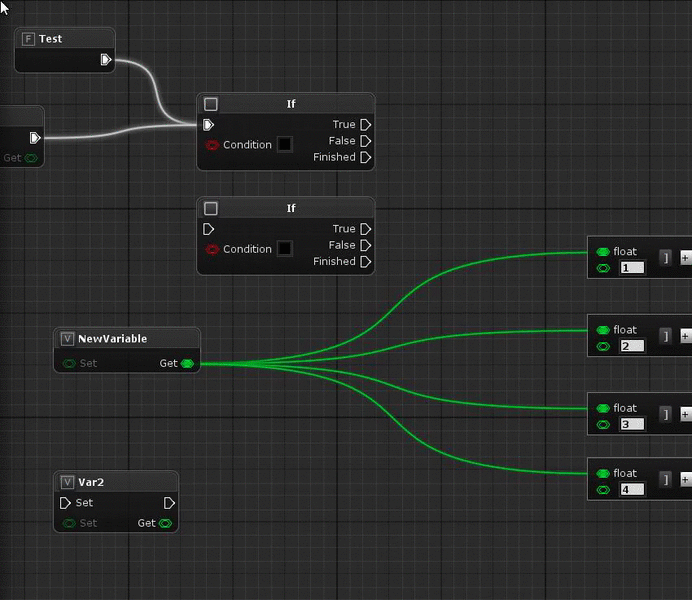 F Test
If
Condition True
False
Finished
Get
If
Condition True
False
Finished
float
1 ] +
V NewVariable
Set Get
float
2 ] +
float
3 ] +
float
4 ] +
V Var2
Set
Set Get